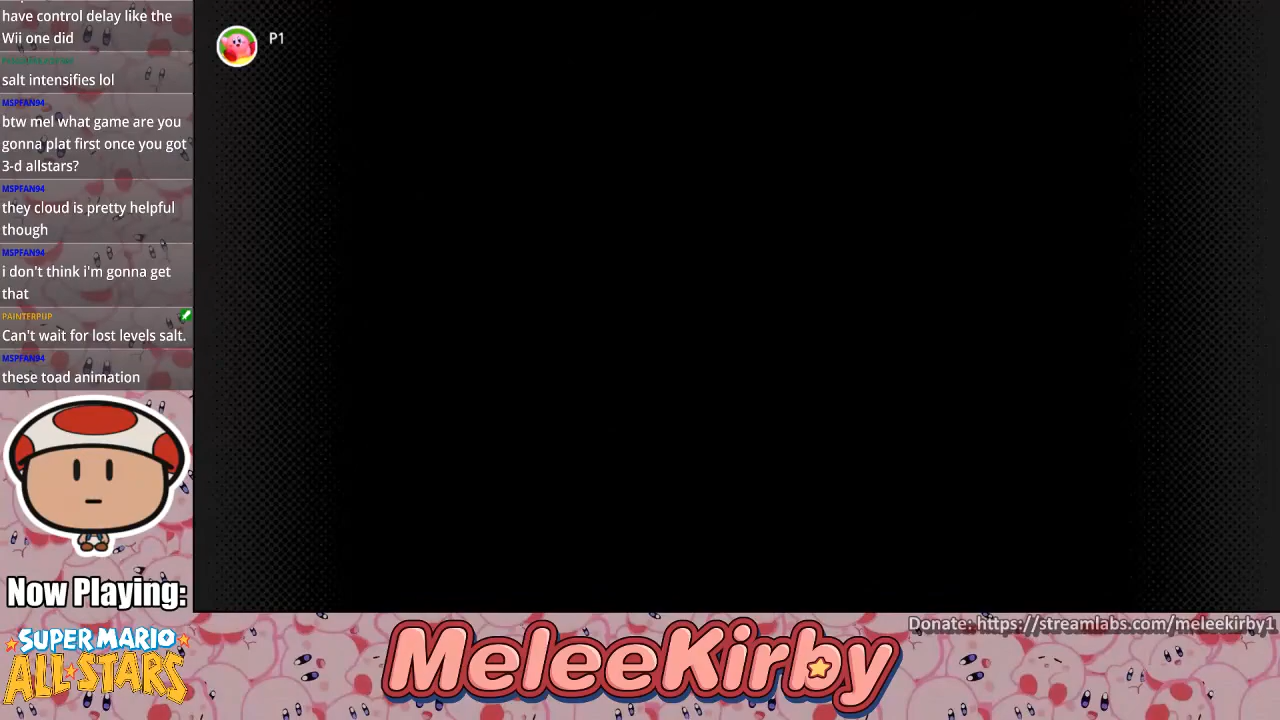 have control delay like the
Wii one did
salt intensifies lol
MSPFAN94
btw mel what game are you
gonna plat first once you got
3-d allstars?
MSPFAN94
they cloud is pretty helpful
though
MSPFAN94
i don't think i'm gonna get
that
PAINTERPUP
Can't wait for lost levels salt.
MSPFAN94
these toad animation
Now Playing:
SUPER MARIO
ALL-STARS
P1
MeleeKirby
Donate: https://streamlabs.com/meleekirby1